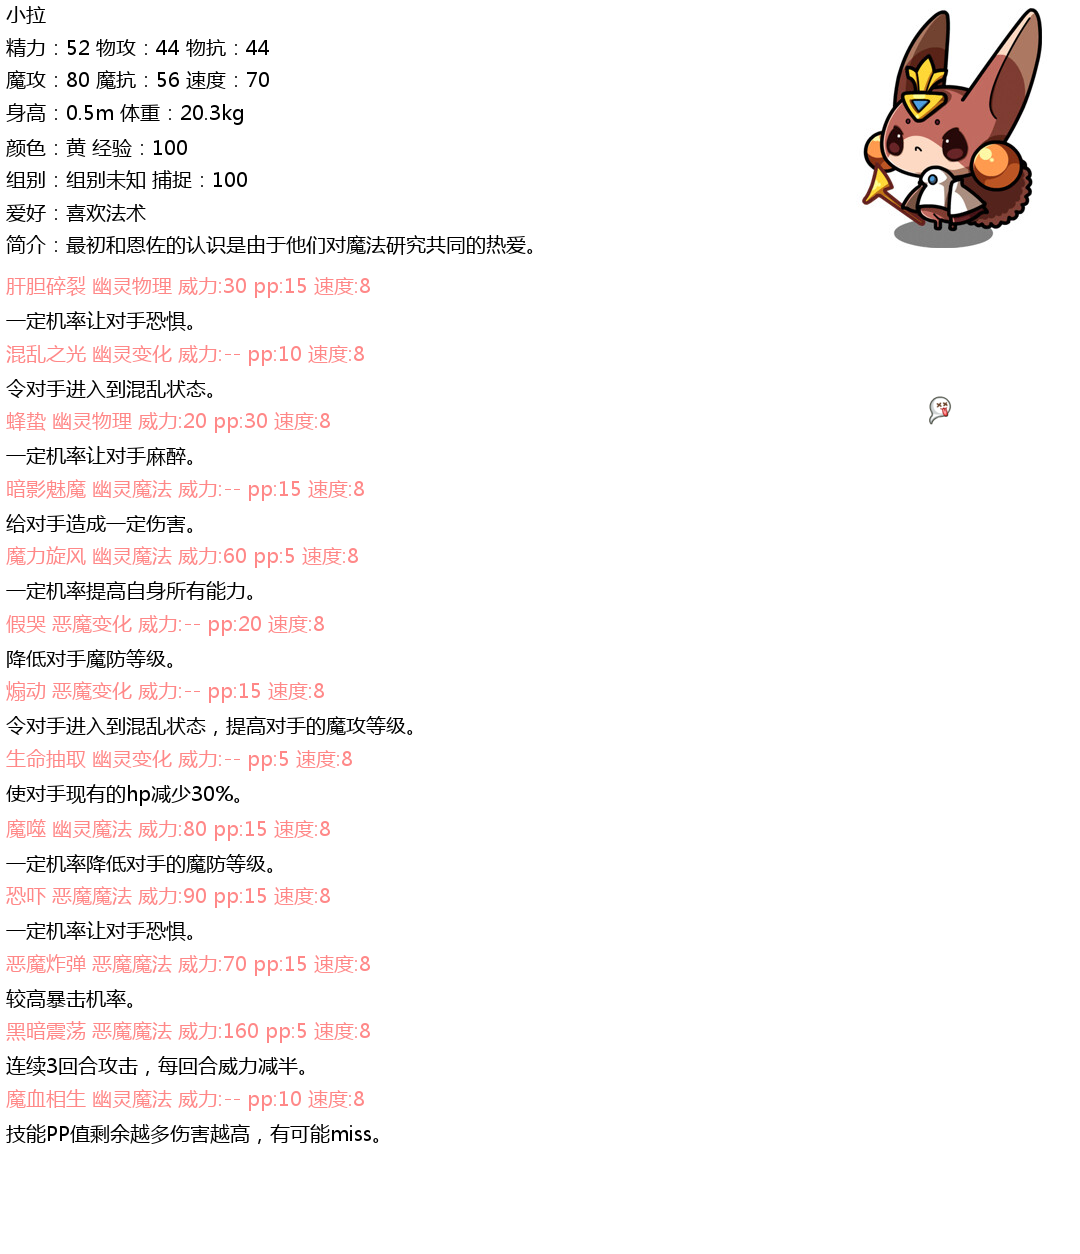 小拉
精力：52 物攻：44 物抗：44
魔攻：80 魔抗：56 速度：70
身高：0.5m 体重：20.3kg
颜色：黄 经验：100
组别：组别未知 捕捉：100
爱好：喜欢法术
简介：最初和恩佐的认识是由于他们对魔法研究共同的热爱。
肝胆碎裂 幽灵物理 威力:30 pp:15 速度:8
一定机率让对手恐惧。
混乱之光 幽灵变化 威力:-- pp:10 速度:8
令对手进入到混乱状态。
蜂蛰 幽灵物理 威力:20 pp:30 速度:8
一定机率让对手麻醉。
暗影魅魔 幽灵魔法 威力:-- pp:15 速度:8
给对手造成一定伤害。
魔力旋风 幽灵魔法 威力:60 pp:5 速度:8
一定机率提高自身所有能力。
假哭 恶魔变化 威力:-- pp:20 速度:8
降低对手魔防等级。
煽动 恶魔变化 威力:-- pp:15 速度:8
令对手进入到混乱状态，提高对手的魔攻等级。
生命抽取 幽灵变化 威力:-- pp:5 速度:8
使对手现有的hp减少30%。
魔噬 幽灵魔法 威力:80 pp:15 速度:8
一定机率降低对手的魔防等级。
恐吓 恶魔魔法 威力:90 pp:15 速度:8
一定机率让对手恐惧。
恶魔炸弹 恶魔魔法 威力:70 pp:15 速度:8
较高暴击机率。
黑暗震荡 恶魔魔法 威力:160 pp:5 速度:8
连续3回合攻击，每回合威力减半。
魔血相生 幽灵魔法 威力:-- pp:10 速度:8
技能PP值剩余越多伤害越高，有可能miss。